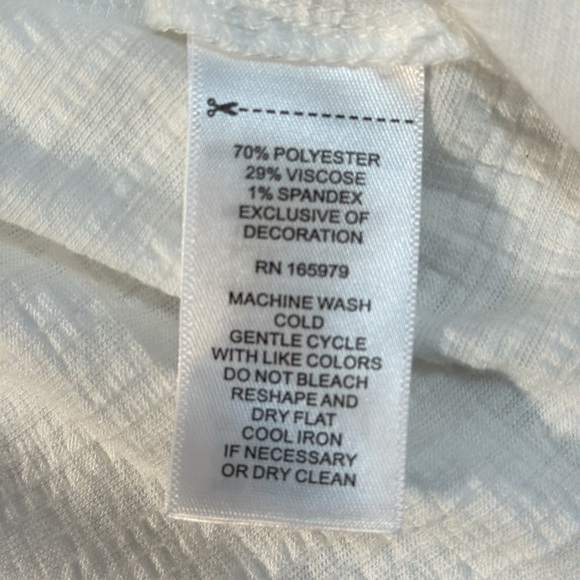 70% POLYESTER
29% VISCOSE
1% SPANDEX
EXCLUSIVE OF
DECORATION
RN 165979
MACHINE WASH
COLD
GENTLE CYCLE
WITH LIKE COLORS
DO NOT BLEACH
RESHAPE AND
DRY FLAT
COOL IRON
IF NECESSARY
OR DRY CLEAN